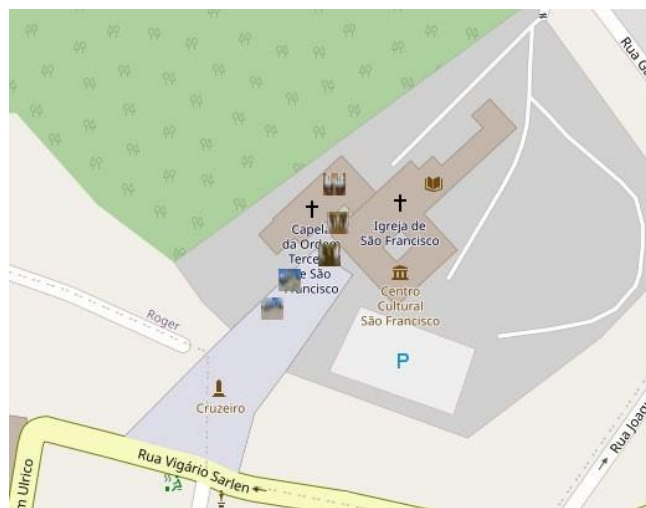 Rua G
Capela
da Ordem
Terce
e São
Francisco
Igreja de
São Francisco
Centro
Cultural
São Francisco
P
Roger
Cruzeiro
Rua Vigário Sarlen
m Ulrico
Rua Joaq